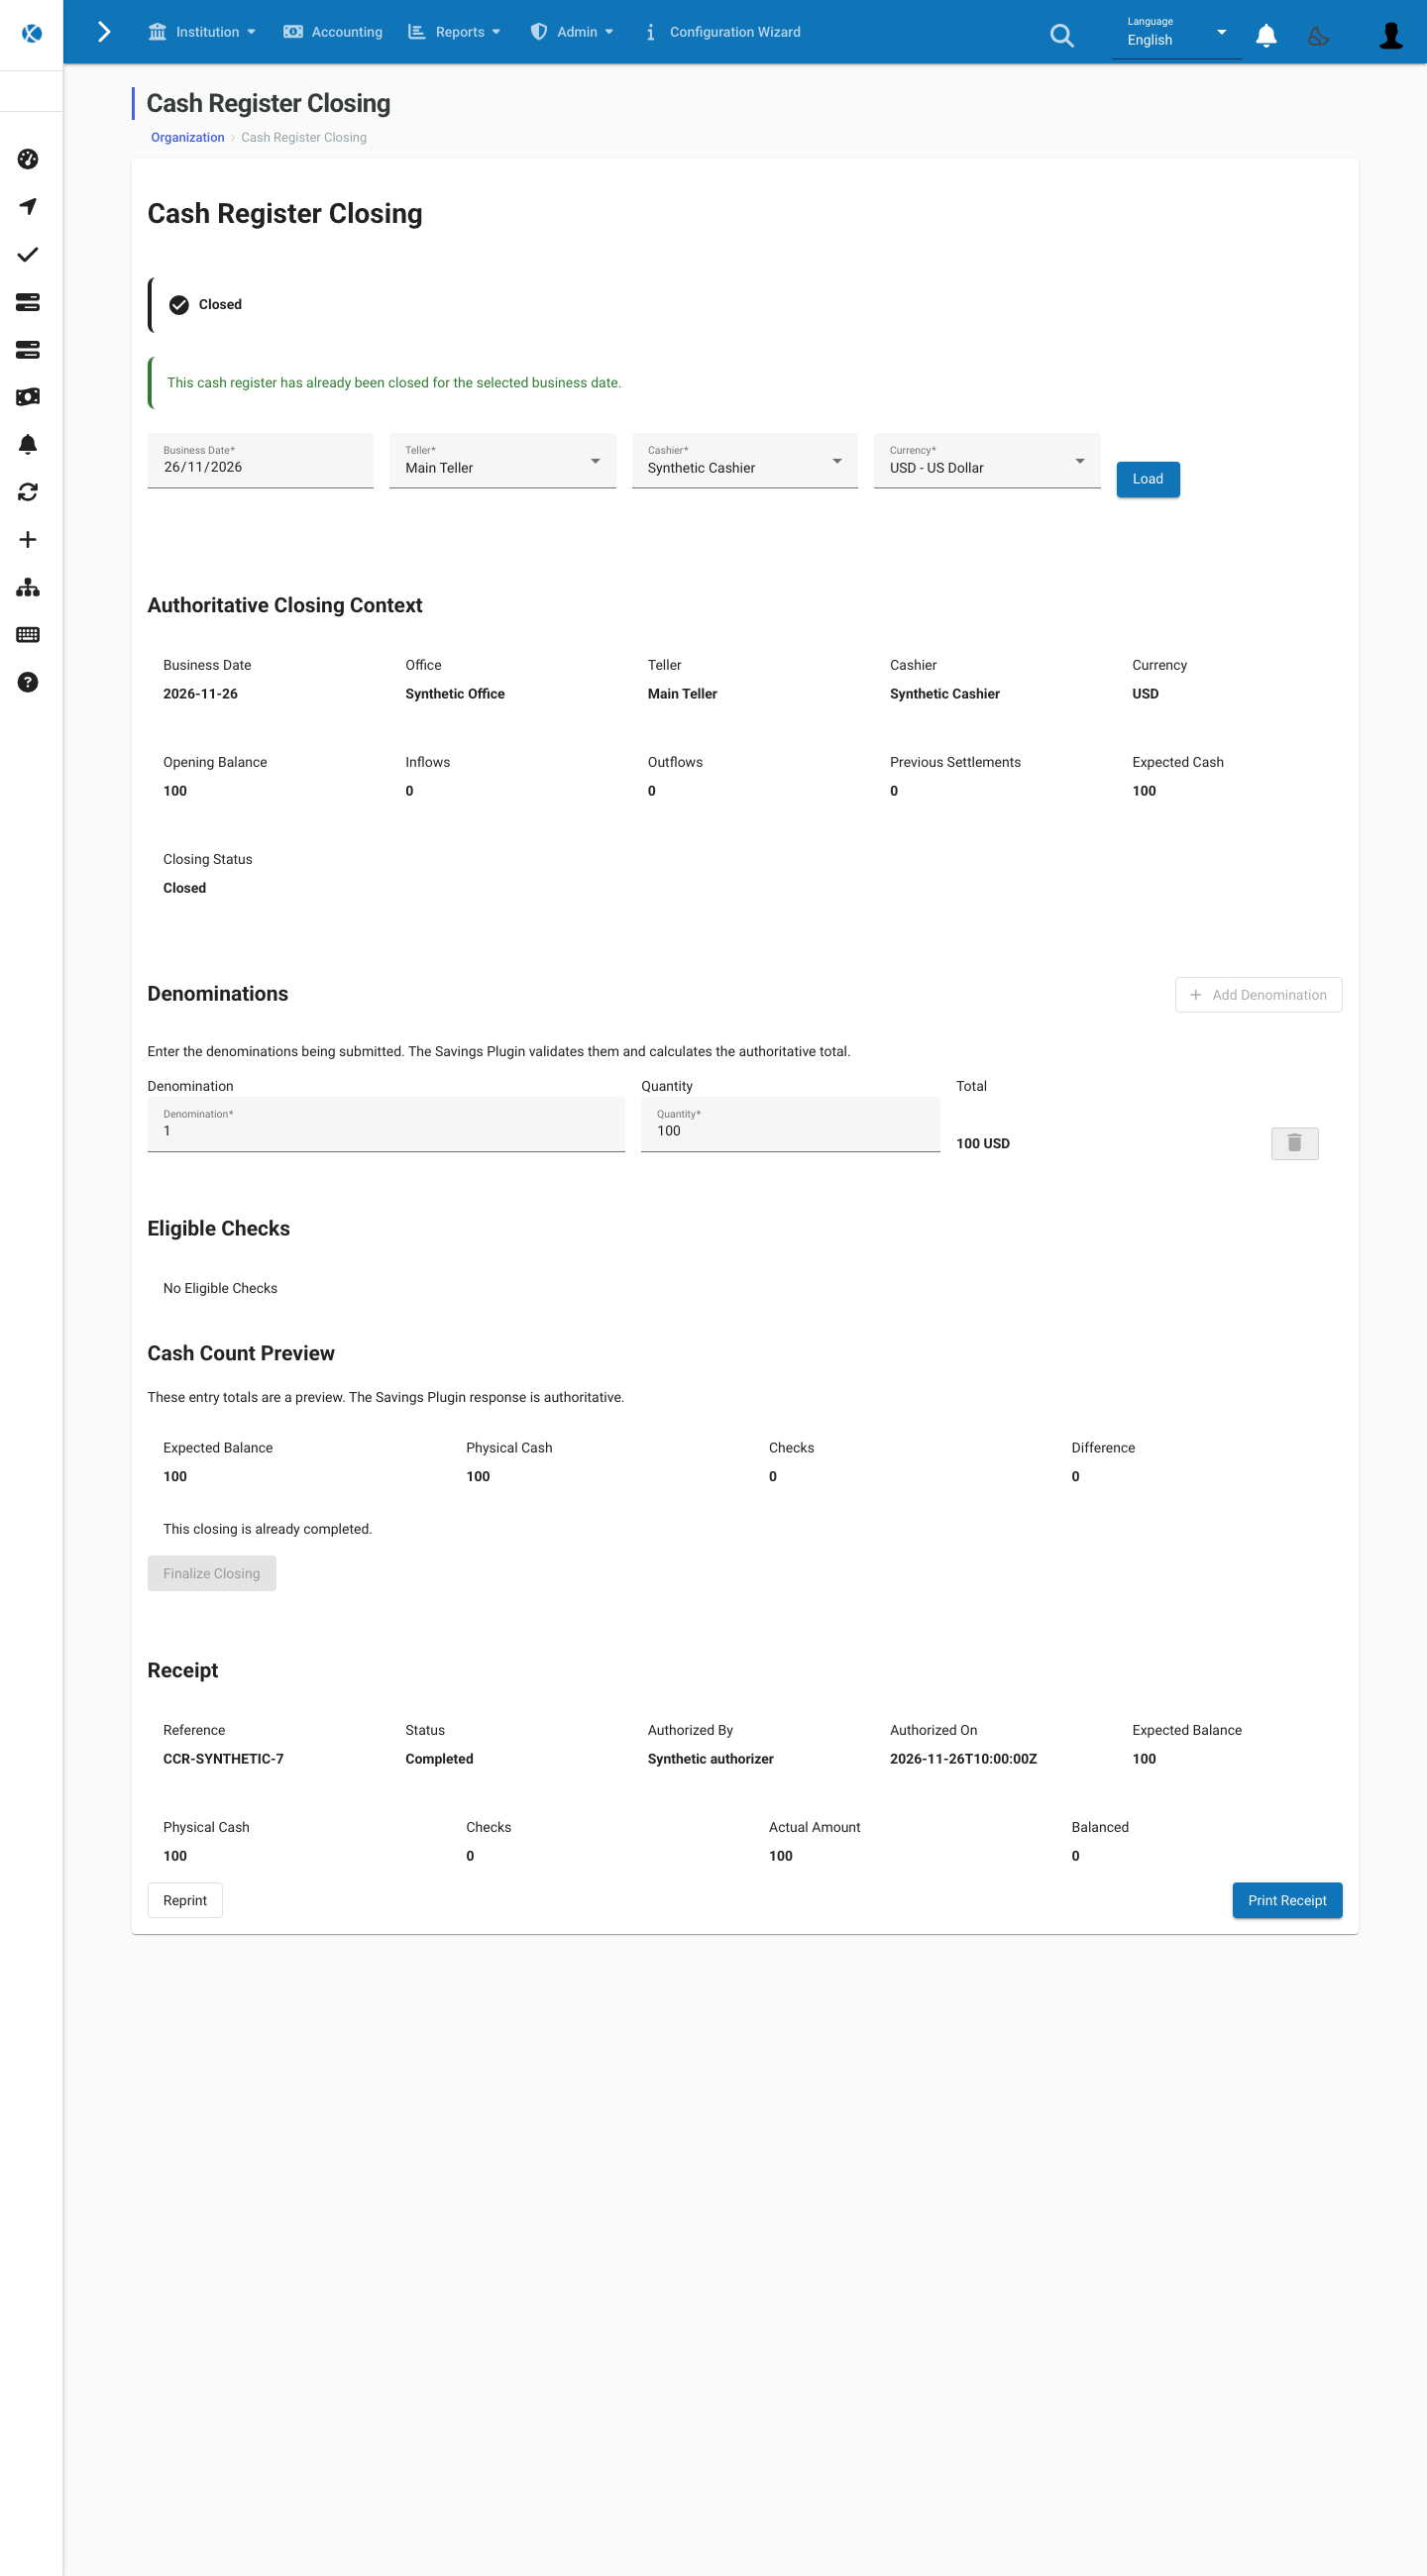 Institution Accounting Reports Admin Configuration Wizard Language
English
Cash Register Closing
Organization › Cash Register Closing
Cash Register Closing
Closed
This cash register has already been closed for the selected business date.
Business Date* Teller* Cashier* Currency*
26/11/2026 Main Teller Synthetic Cashier USD - US Dollar Load
Authoritative Closing Context
Business Date Office Teller Cashier Currency
2026-11-26 Synthetic Office Main Teller Synthetic Cashier USD
Opening Balance Inflows Outflows Previous Settlements Expected Cash
100 0 0 0 100
Closing Status
Closed
Denominations + Add Denomination
Enter the denominations being submitted. The Savings Plugin validates them and calculates the authoritative total.
Denomination Quantity Total
Denomination* Quantity*
1 100 100 USD
Eligible Checks
No Eligible Checks
Cash Count Preview
These entry totals are a preview. The Savings Plugin response is authoritative.
Expected Balance Physical Cash Checks Difference
100 100 0 0
This closing is already completed.
Finalize Closing
Receipt
Reference Status Authorized By Authorized On Expected Balance
CCR-SYNTHETIC-7 Completed Synthetic authorizer 2026-11-26T10:00:00Z 100
Physical Cash Checks Actual Amount Balanced
100 0 100 0
Reprint Print Receipt